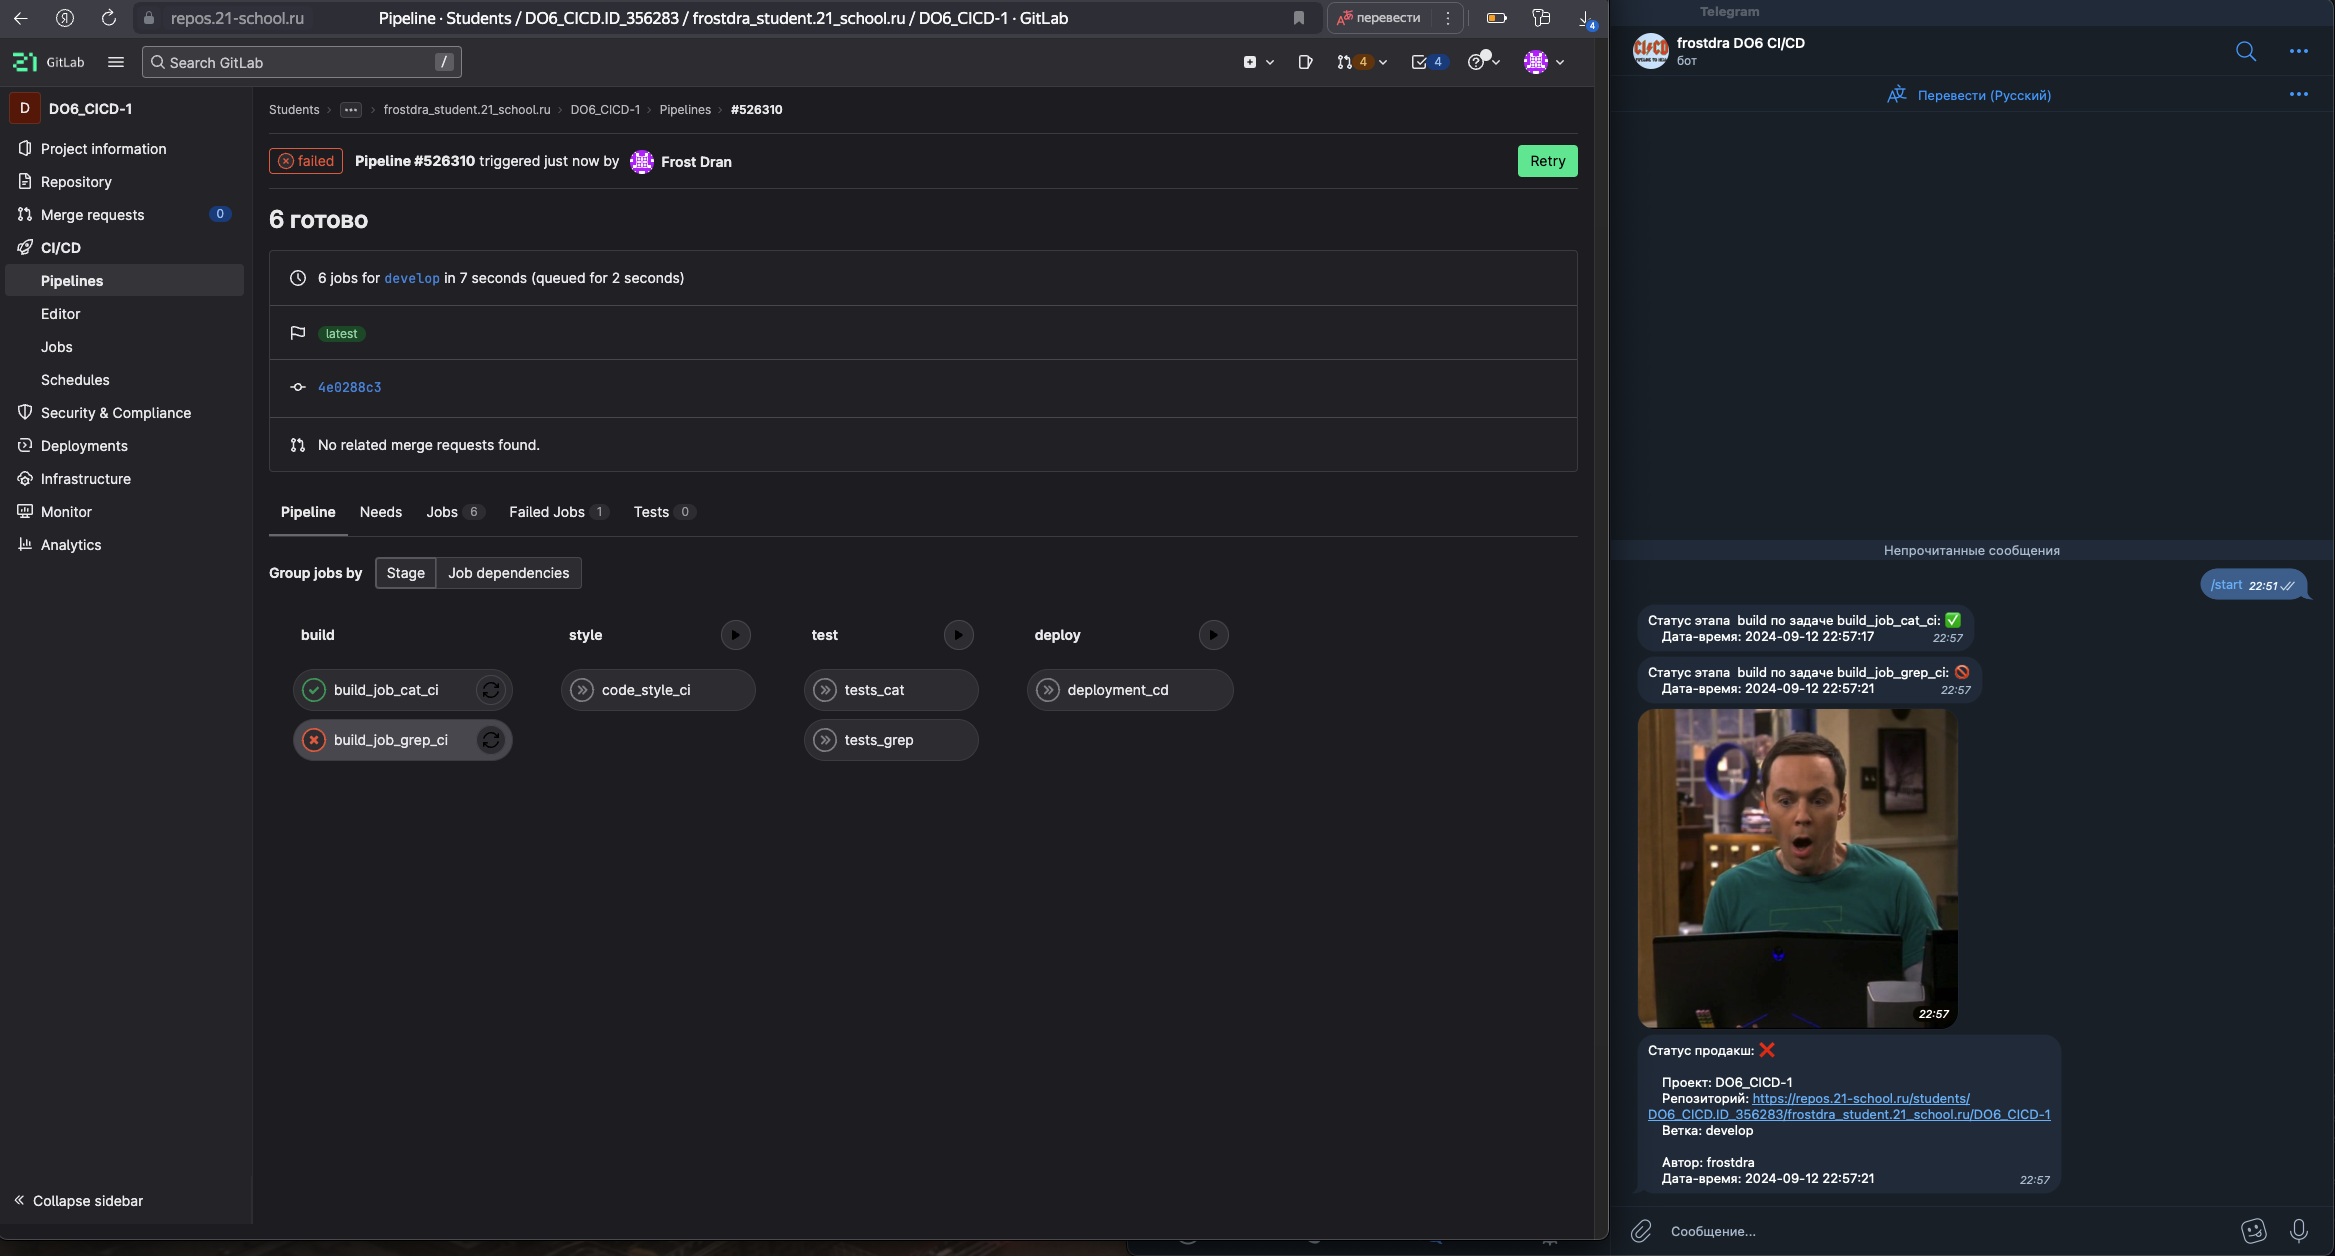 repos.21-school.ru
Pipeline · Students / DO6_CICD.ID_356283 / frostdra_student.21_school.ru / DO6_CICD-1 · GitLab
перевести
4
GitLab
Search GitLab
/
4
4
D
DO6_CICD-1
Project information
Repository
Merge requests
0
CI/CD
Pipelines
Editor
Jobs
Schedules
Security & Compliance
Deployments
Infrastructure
Monitor
Analytics
Collapse sidebar
Students › ··· › frostdra_student.21_school.ru › DO6_CICD-1 › Pipelines › #526310
failed
Pipeline #526310 triggered just now by Frost Dran
Retry
6 готово
6 jobs for develop in 7 seconds (queued for 2 seconds)
latest
4e0288c3
No related merge requests found.
Pipeline
Needs
Jobs 6
Failed Jobs 1
Tests 0
Group jobs by
Stage
Job dependencies
build
style
test
deploy
build_job_cat_ci
code_style_ci
tests_cat
deployment_cd
build_job_grep_ci
tests_grep
Telegram
frostdra DO6 CI/CD
бот
Перевести (Русский)
Непрочитанные сообщения
/start 22:51
Статус этапа build по задаче build_job_cat_ci: ✅
Дата-время: 2024-09-12 22:57:17
22:57
Статус этапа build по задаче build_job_grep_ci: 🚫
Дата-время: 2024-09-12 22:57:21
22:57
22:57
Статус продакш: ❌
Проект: DO6_CICD-1
Репозиторий: https://repos.21-school.ru/students/
DO6_CICD.ID_356283/frostdra_student.21_school.ru/DO6_CICD-1
Ветка: develop
Автор: frostdra
Дата-время: 2024-09-12 22:57:21
22:57
Сообщение...